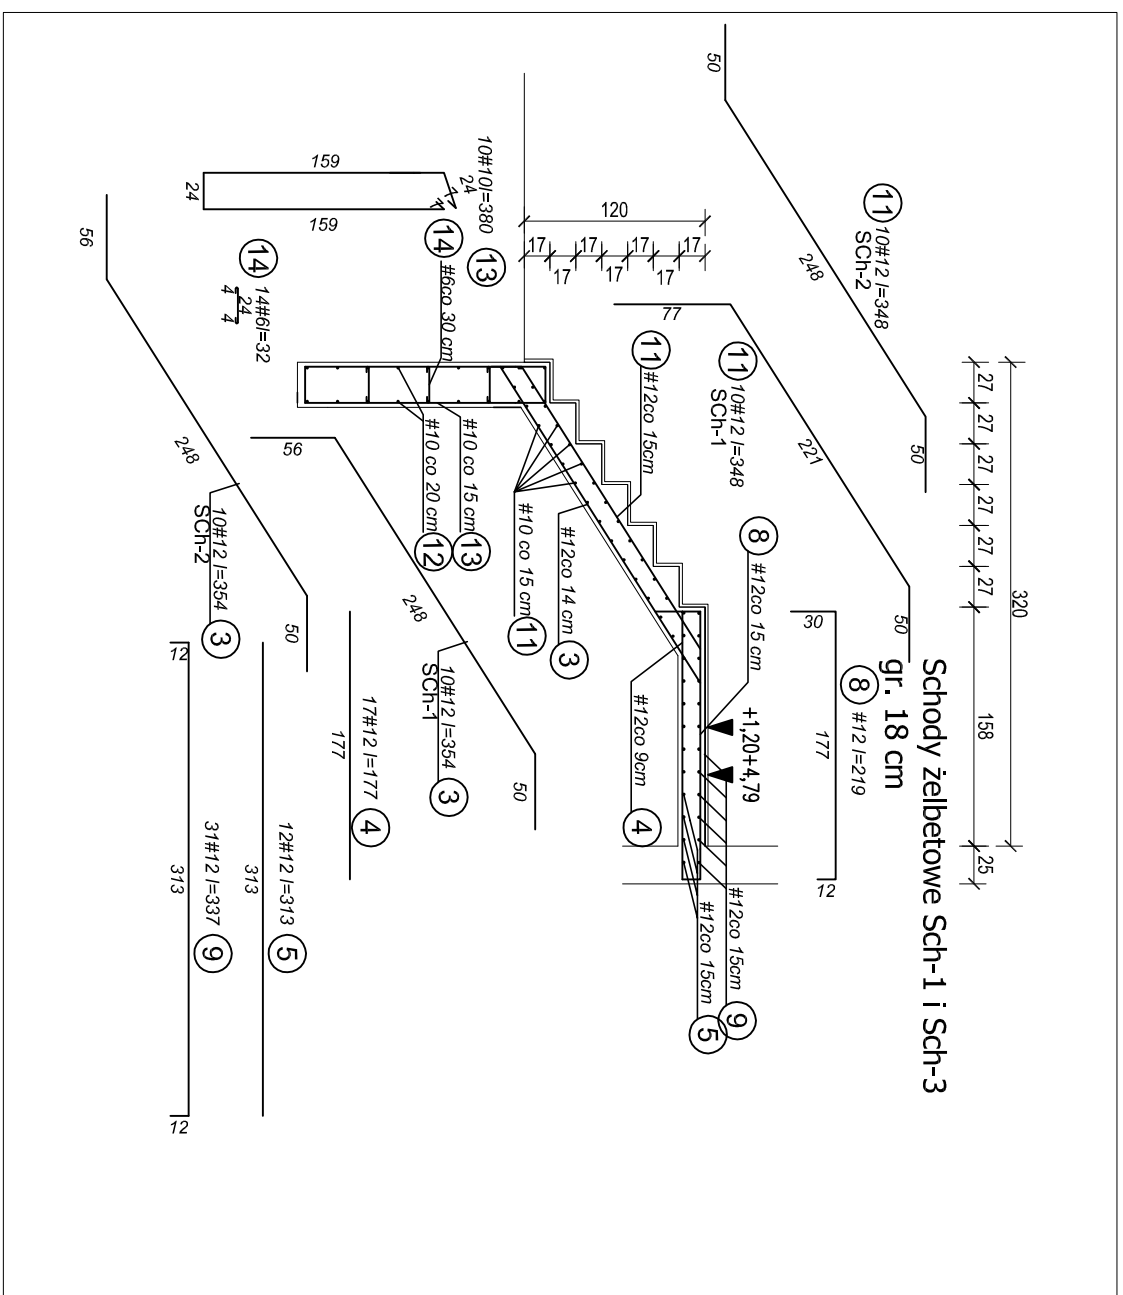 Schody żelbetowe Sch-1 i Sch-3
gr. 18 cm
320
27
27
27
27
27
27
158
25
50
248
50
11
10#12 l=348
SCh-2
120
17
17
17
17
17
17
17
77
221
50
11
10#12 l=348
SCh-1
30
177
12
8
#12 l=219
8
#12co 15 cm
+1,20+4,79
11
#12co 15cm
#12co 9cm
4
#12co 15cm
9
#12co 15cm
5
#12co 14 cm
3
#10 co 15 cm
11
#10 co 15 cm
13
#10 co 20 cm
12
10#10l=380
13
24
159
159
24
14
#6co 30 cm
14
14#6l=32
24
4
4
56
248
50
10#12 l=354
SCh-1
3
56
248
50
10#12 l=354
SCh-2
3
17#12 l=177
4
177
12#12 l=313
5
313
31#12 l=337
9
12
313
12